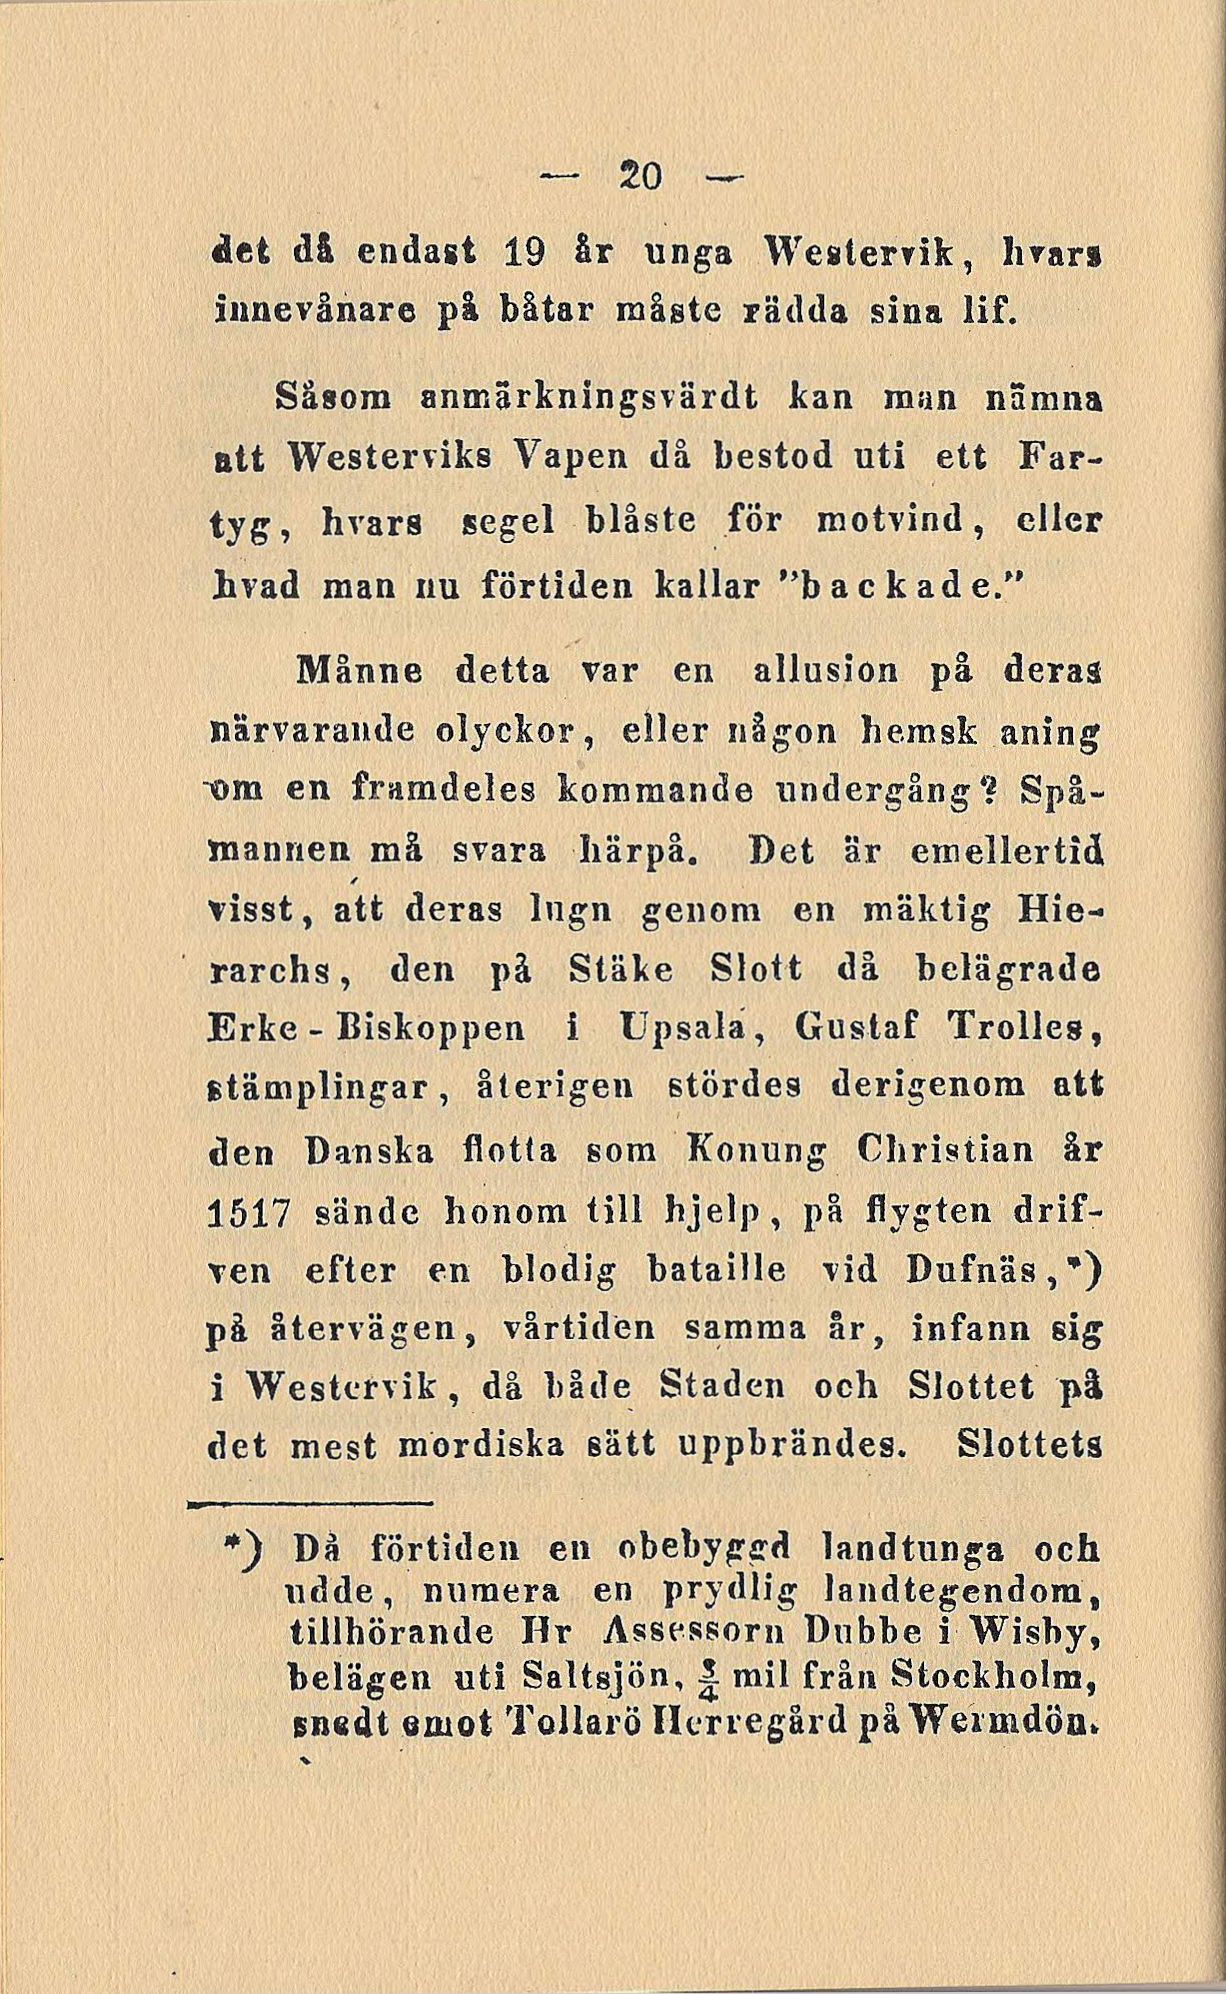 — 20 —
det då endast 19 år unga Westervik, hvars
innevånare på båtar måste rädda sina lif.
Såsom anmärkningsvärdt kan man nämna
att Westerviks Vapen då bestod uti ett Far-
tyg, hvars segel blåste för motvind, eller
hvad man nu förtiden kallar "backade."
Månne detta var en allusion på deras
närvarande olyckor, eller någon hemsk aning
om en framdeles kommande undergång? Spå-
mannen må svara härpå. Det är emellertid
visst, att deras lugn genom en mäktig Hie-
rarchs, den på Stäke Slott då belägrade
Erke-Biskoppen i Upsala, Gustaf Trolles,
stämplingar, återigen stördes derigenom att
den Danska flotta som Konung Christian år
1517 sände honom till hjelp, på flygten drif-
ven efter en blodig bataille vid Dufnäs,*)
på återvägen, vårtiden samma år, infann sig
i Westervik, då både Staden och Slottet på
det mest mordiska sätt uppbrändes. Slottets
*) Då förtiden en obebyggd landtunga och
udde, numera en prydlig landtegendom,
tillhörande Hr Assessorn Dubbe i Wisby,
belägen uti Saltsjön, 3/4 mil från Stockholm,
snedt emot Tollarö Herregård på Wermdön.